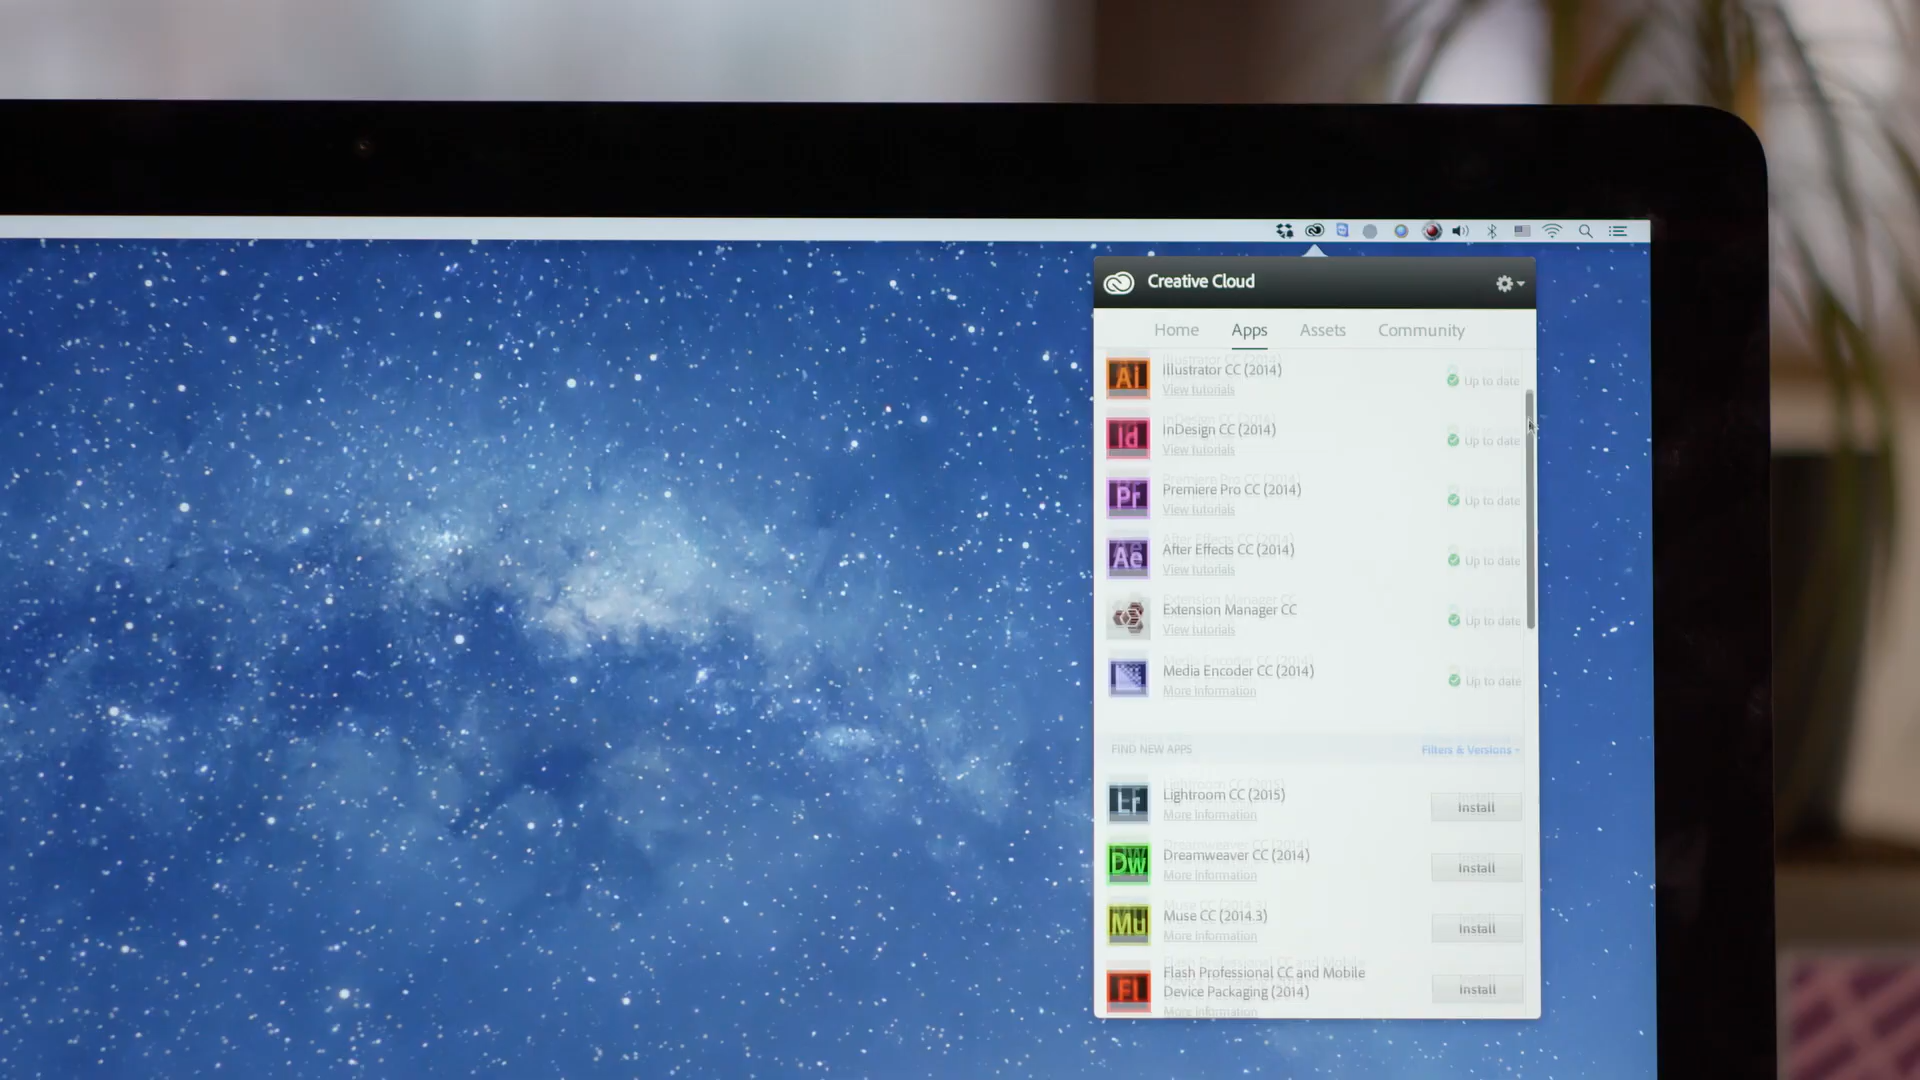 Creative Cloud
Home Apps Assets Community
Ai Illustrator CC (2014)
View tutorials
Up to date
Id InDesign CC (2014)
View tutorials
Up to date
Pr Premiere Pro CC (2014)
View tutorials
Up to date
Ae After Effects CC (2014)
View tutorials
Up to date
Extension Manager CC
View tutorials
Up to date
Media Encoder CC (2014)
More Information
Up to date
FIND NEW APPS Filters & Versions
Lr Lightroom CC (2015)
More Information
Install
Dw Dreamweaver CC (2014)
More Information
Install
Mu Muse CC (2014.3)
More Information
Install
Fl Flash Professional CC and Mobile
Device Packaging (2014)
More Information
Install